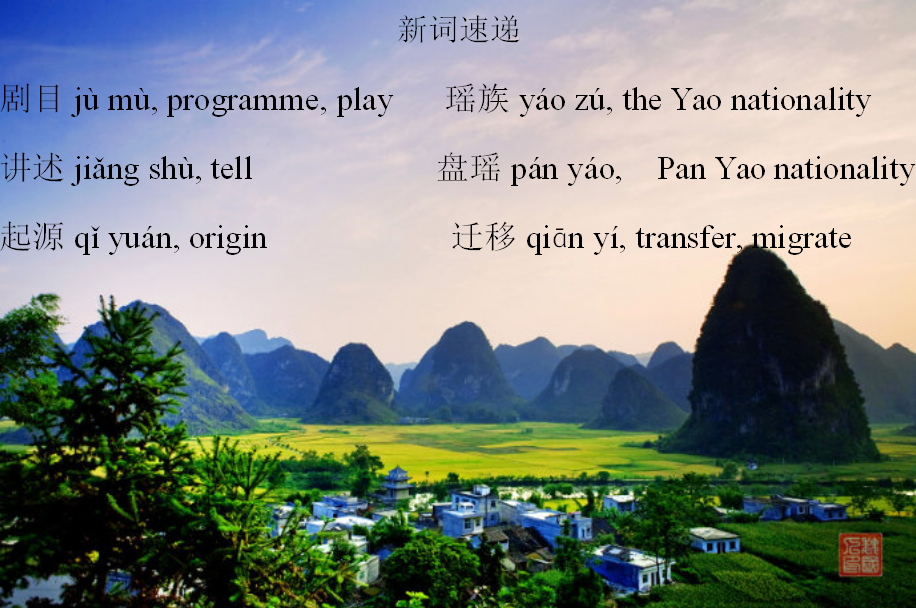 新词速递
剧目 jù mù, programme, play 瑶族 yáo zú, the Yao nationality
讲述 jiǎng shù, tell 盘瑶 pán yáo, Pan Yao nationality
起源 qǐ yuán, origin 迁移 qiān yí, transfer, migrate